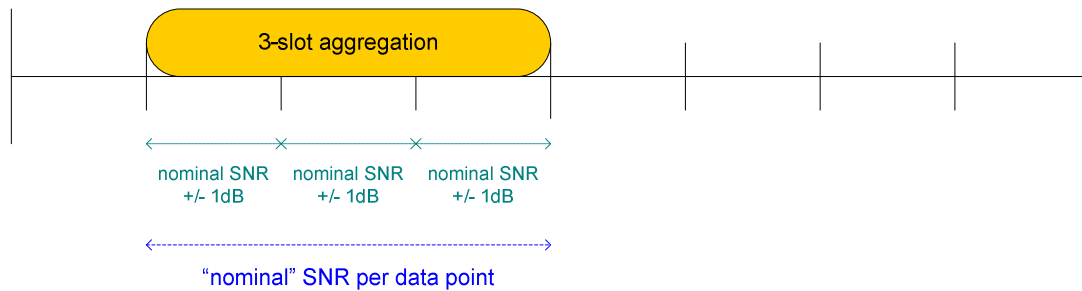 3-slot aggregation
nominal SNR
+/- 1dB
nominal SNR
+/- 1dB
nominal SNR
+/- 1dB
“nominal” SNR per data point